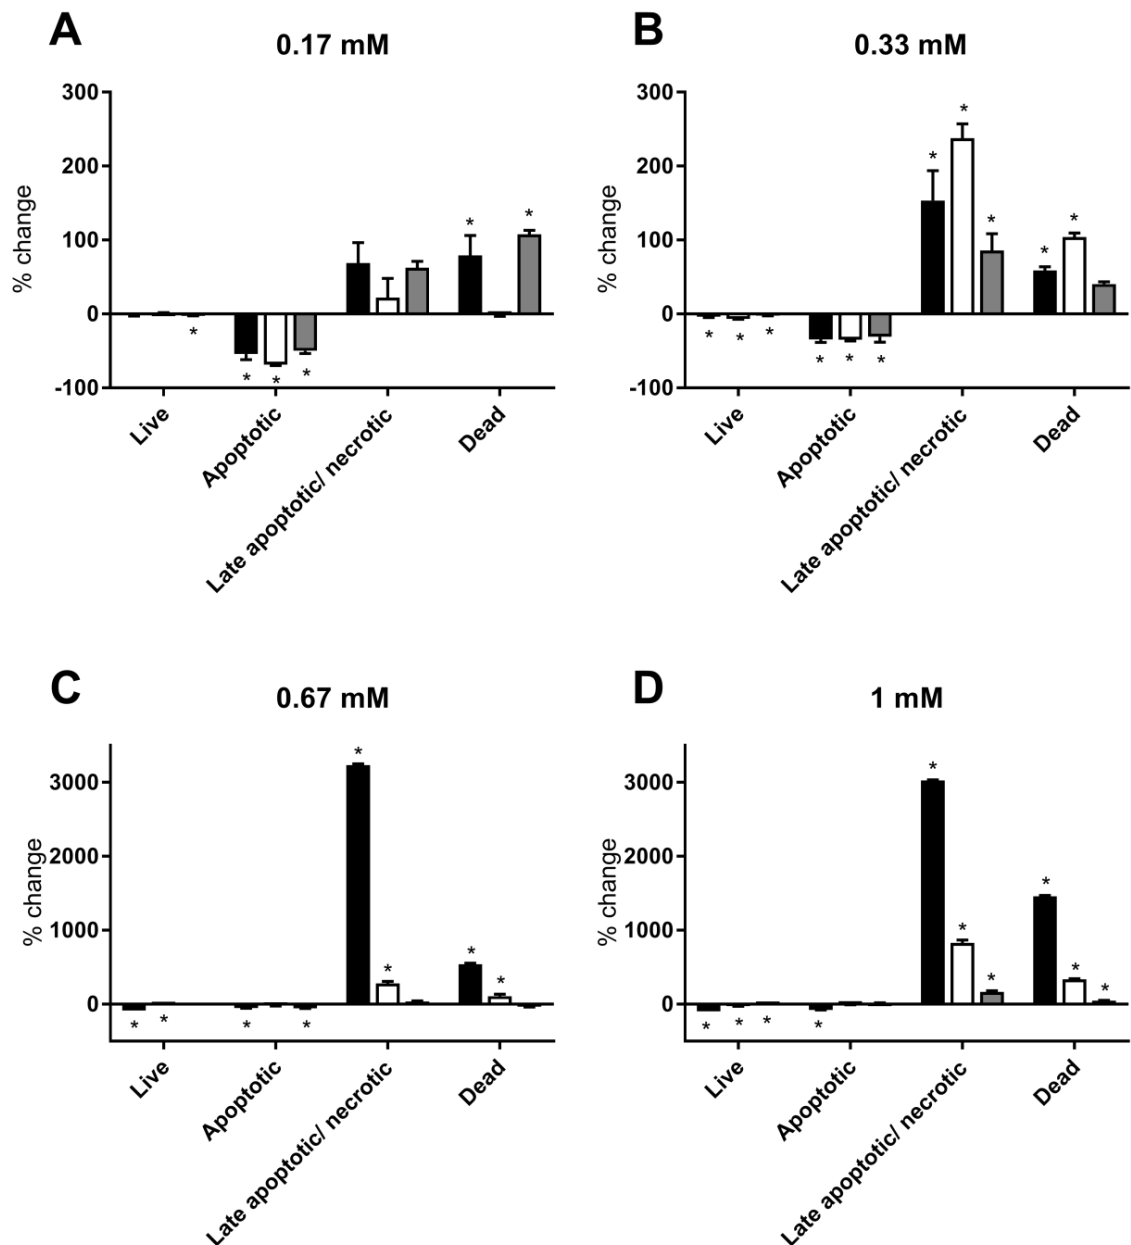 A
0.17 mM
% change
300
200
100
0
-100
* * * * * *
Live
Apoptotic
Late apoptotic/ necrotic
Dead
B
0.33 mM
% change
300
200
100
0
-100
* * * * * * * * * * *
Live
Apoptotic
Late apoptotic/ necrotic
Dead
C
0.67 mM
% change
3000
2000
1000
0
* * * * * * * *
Live
Apoptotic
Late apoptotic/ necrotic
Dead
D
1 mM
% change
3000
2000
1000
0
* * * * * * * * * *
Live
Apoptotic
Late apoptotic/ necrotic
Dead